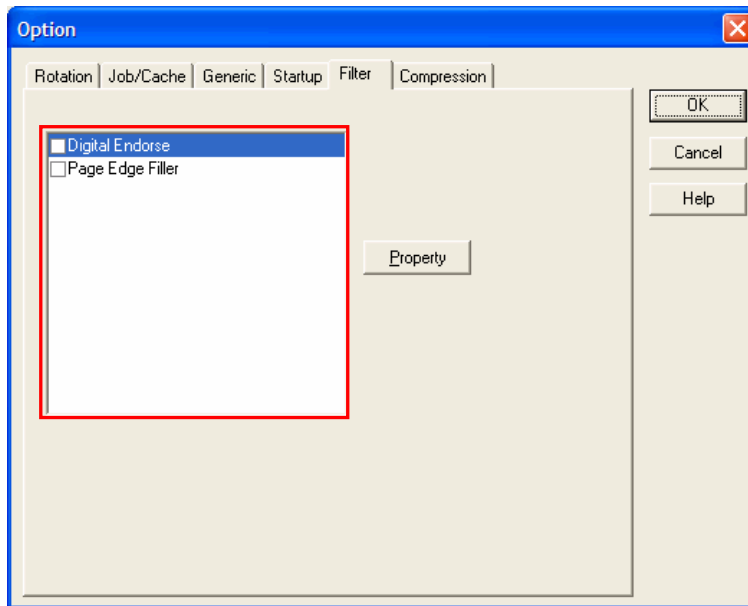 Option
Rotation Job/Cache Generic Startup Filter Compression
OK
Digital Endorse
Cancel
Page Edge Filler
Help
Property